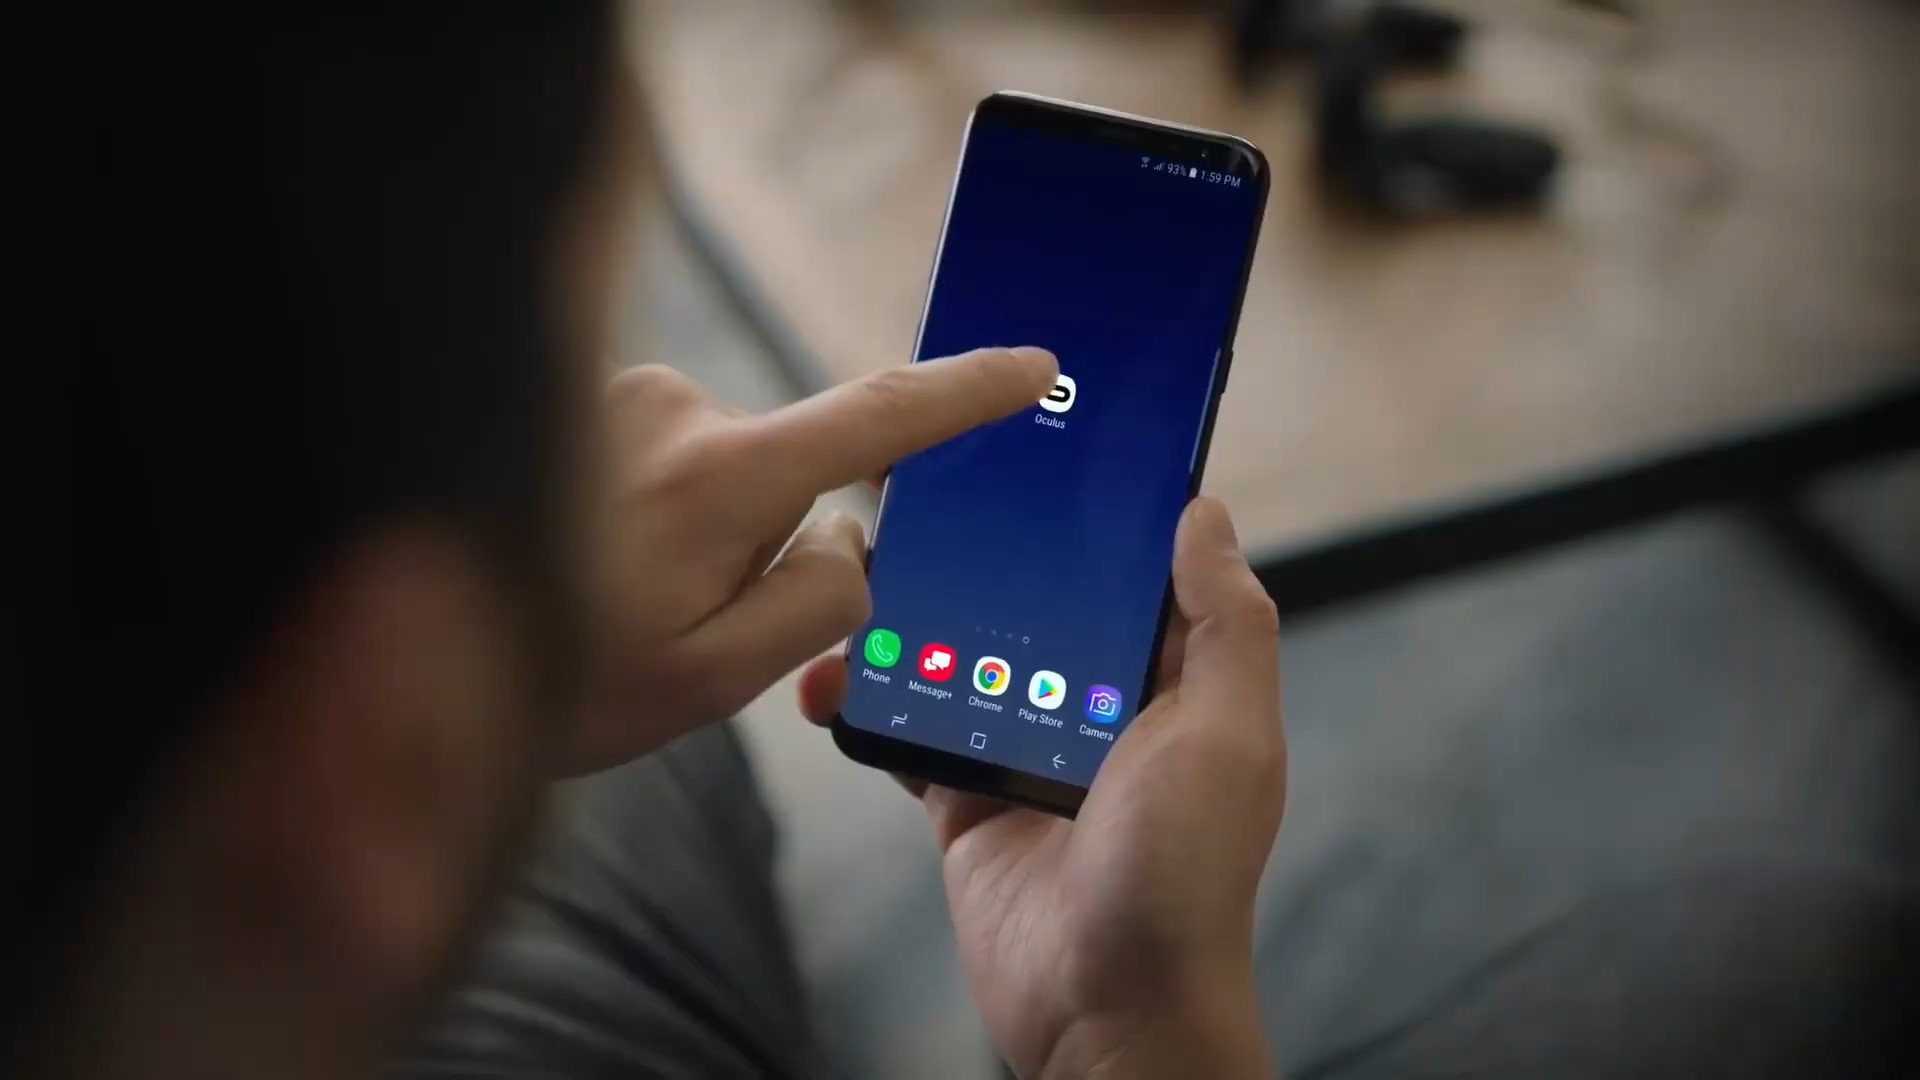 93% 1:59 PM
Oculus
Phone
Message+
Chrome
Play Store
Camera